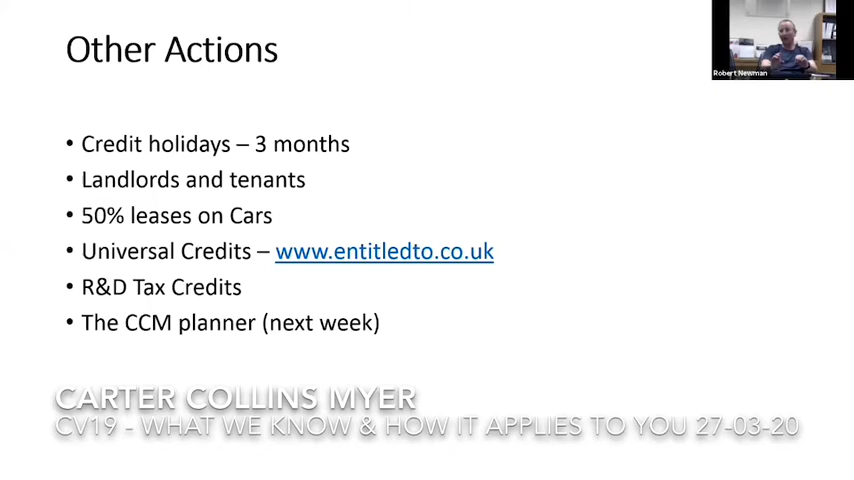 Other Actions
Robert Newman
• Credit holidays – 3 months
• Landlords and tenants
• 50% leases on Cars
• Universal Credits – www.entitledto.co.uk
• R&D Tax Credits
• The CCM planner (next week)
CARTER COLLINS MYER
CV19 - WHAT WE KNOW & HOW IT APPLIES TO YOU 27-03-20